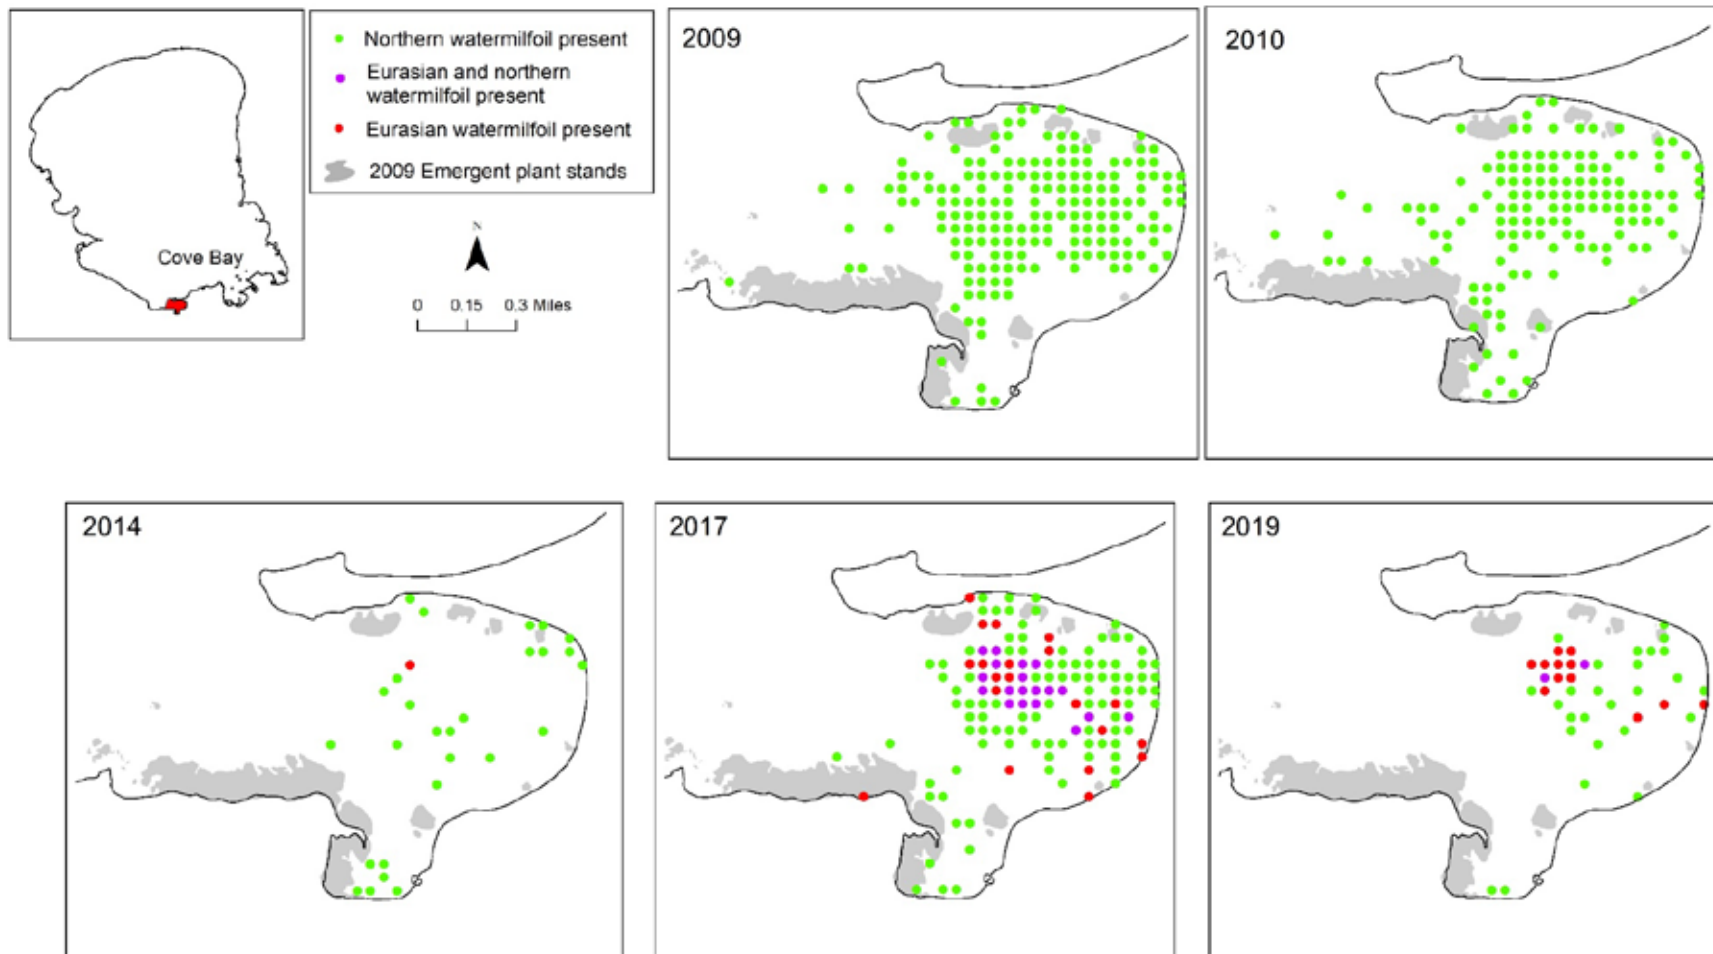 Cove Bay
Northern watermilfoil present
Eurasian and northern
watermilfoil present
Eurasian watermilfoil present
2009 Emergent plant stands
N
0 0.15 0.3 Miles
2009
2010
2014
2017
2019